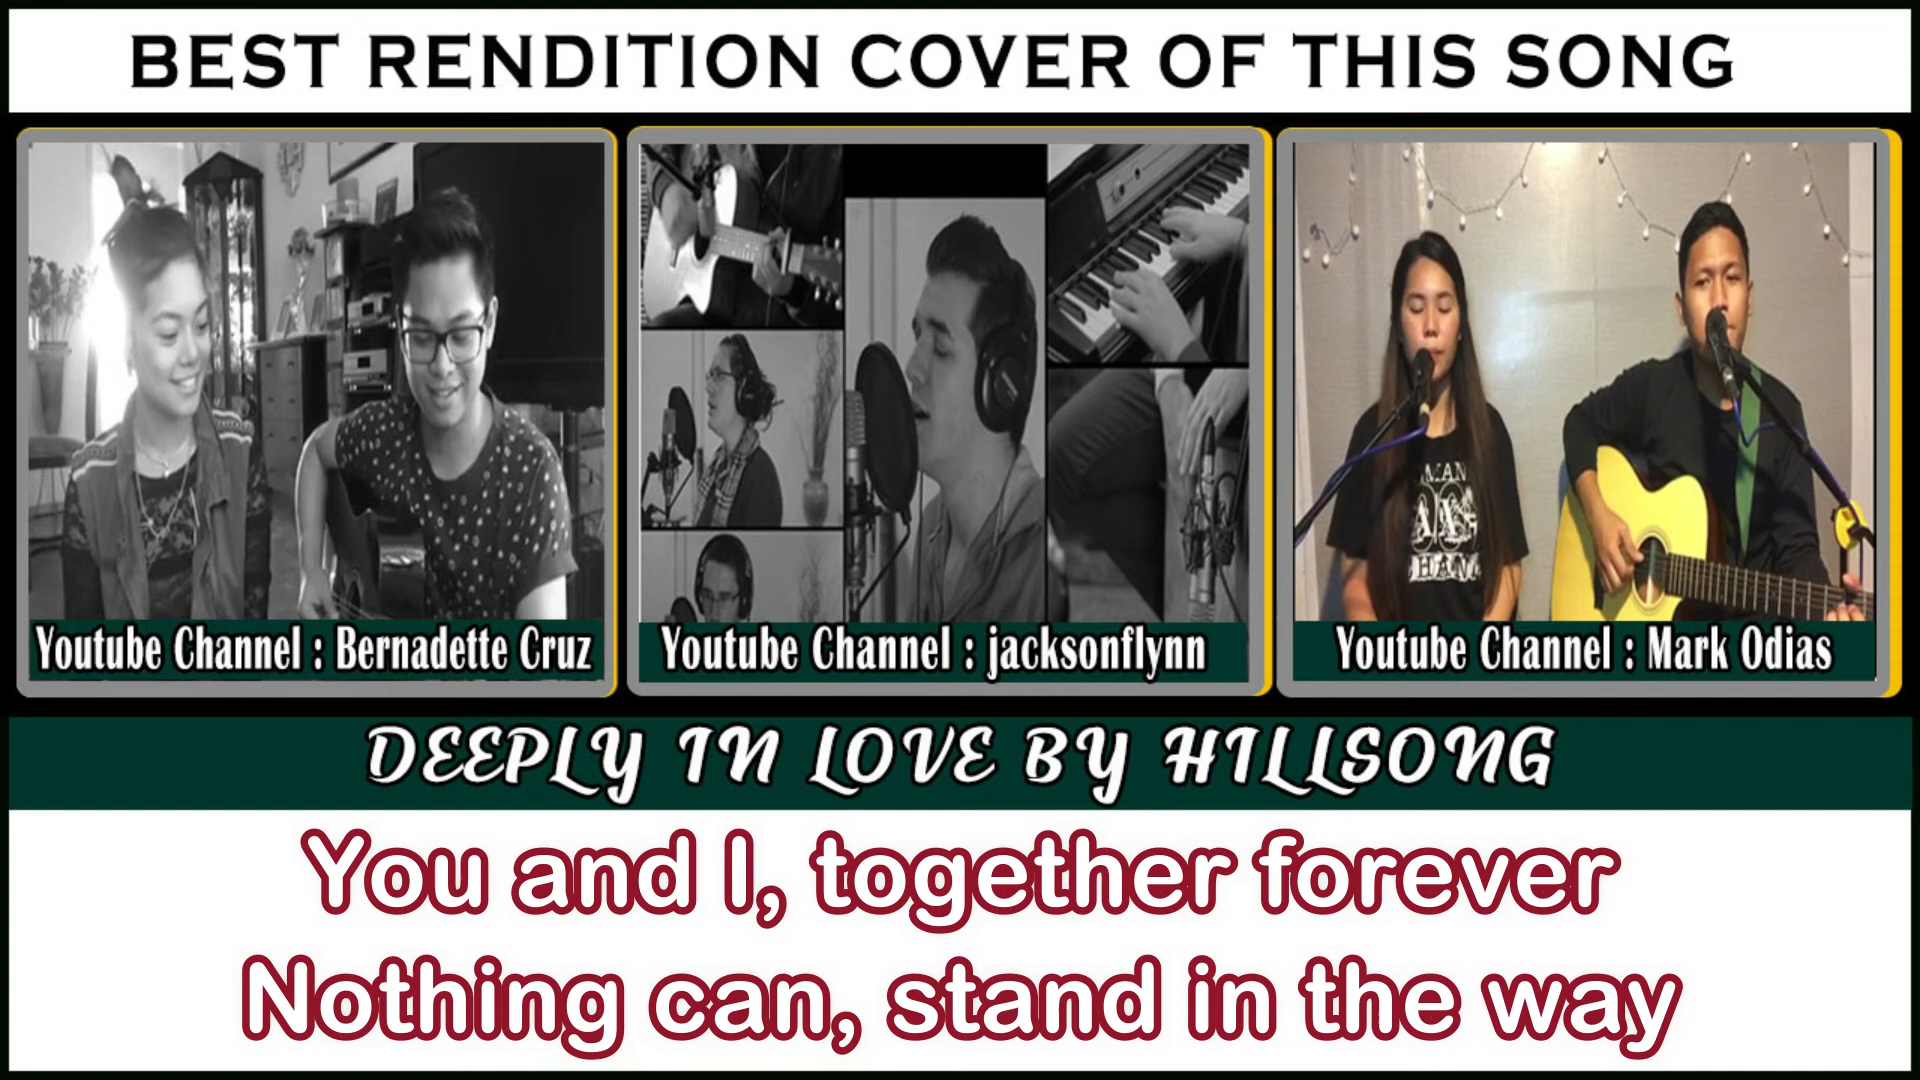 BEST RENDITION COVER OF THIS SONG
Youtube Channel : Bernadette Cruz
Youtube Channel : jacksonflynn
Youtube Channel : Mark Odias
DEEPLY IN LOVE BY HILLSONG
You and I, together forever
Nothing can, stand in the way